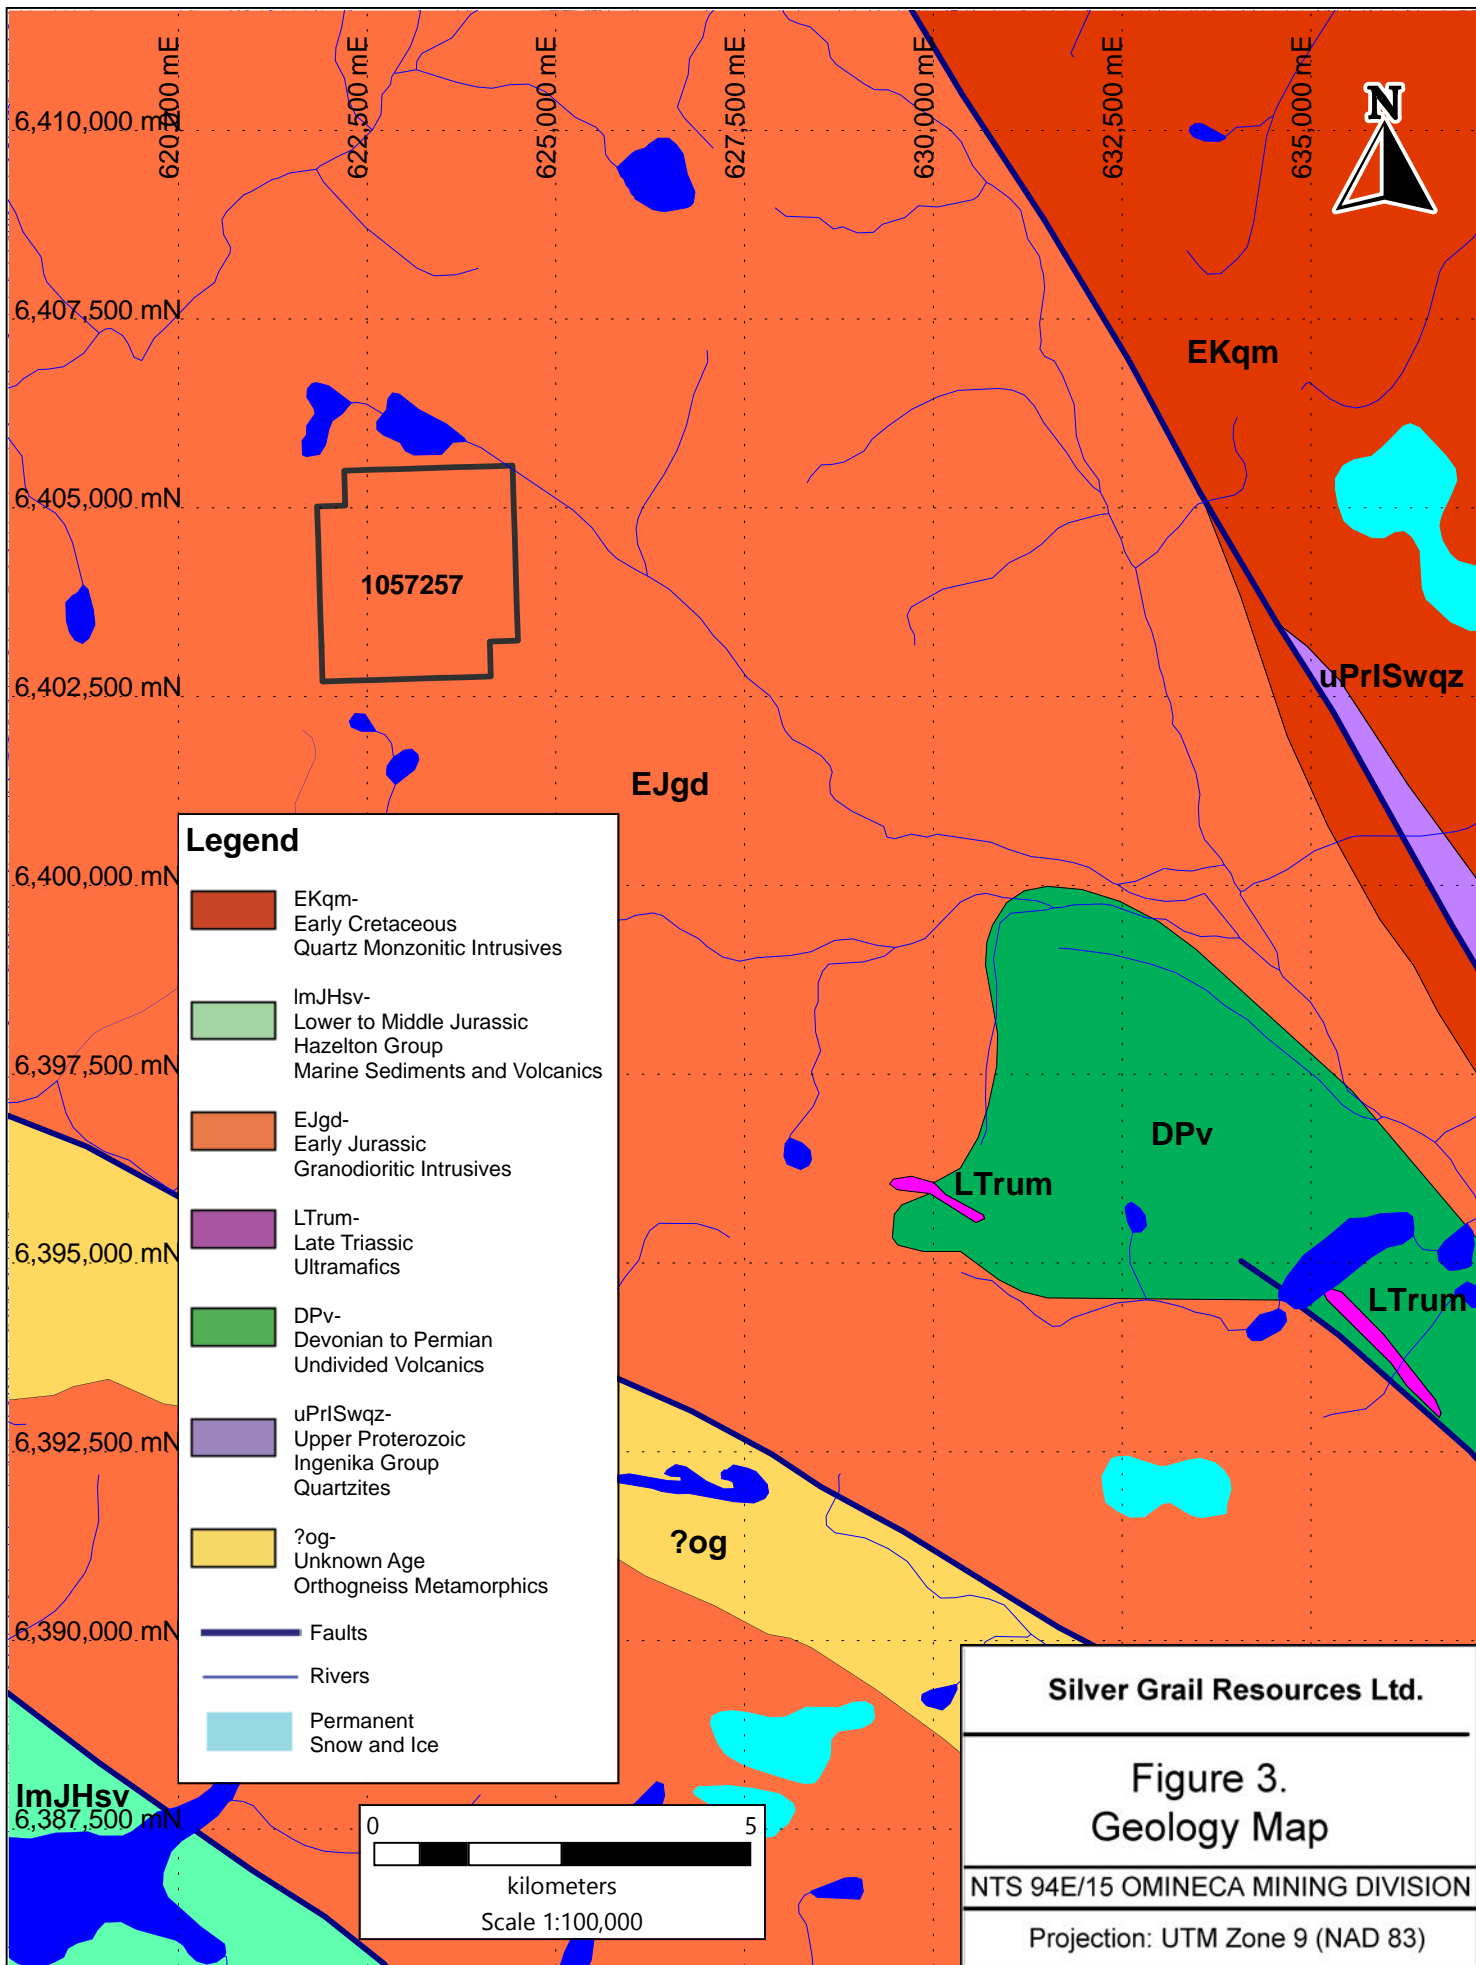 620,000 mE
622,500 mE
625,000 mE
627,500 mE
630,000 mE
632,500 mE
635,000 mE
N
6,410,000 mN
6,407,500 mN
EKqm
6,405,000 mN
1057257
6,402,500 mN
uPrISwqz
EJgd
Legend
6,400,000 mN
EKqm-
Early Cretaceous
Quartz Monzonitic Intrusives
lmJHsv-
Lower to Middle Jurassic
Hazelton Group
Marine Sediments and Volcanics
6,397,500 mN
EJgd-
Early Jurassic
Granodioritic Intrusives
DPv
LTrum
LTrum-
Late Triassic
Ultramafics
6,395,000 mN
LTrum
DPv-
Devonian to Permian
Undivided Volcanics
uPrISwqz-
Upper Proterozoic
Ingenika Group
Quartzites
6,392,500 mN
?og
?og-
Unknown Age
Orthogneiss Metamorphics
6,390,000 mN
Faults
Rivers
Permanent
Snow and Ice
lmJHsv
6,387,500 mN
0 5
kilometers
Scale 1:100,000
Silver Grail Resources Ltd.
Figure 3.
Geology Map
NTS 94E/15 OMINECA MINING DIVISION
Projection: UTM Zone 9 (NAD 83)